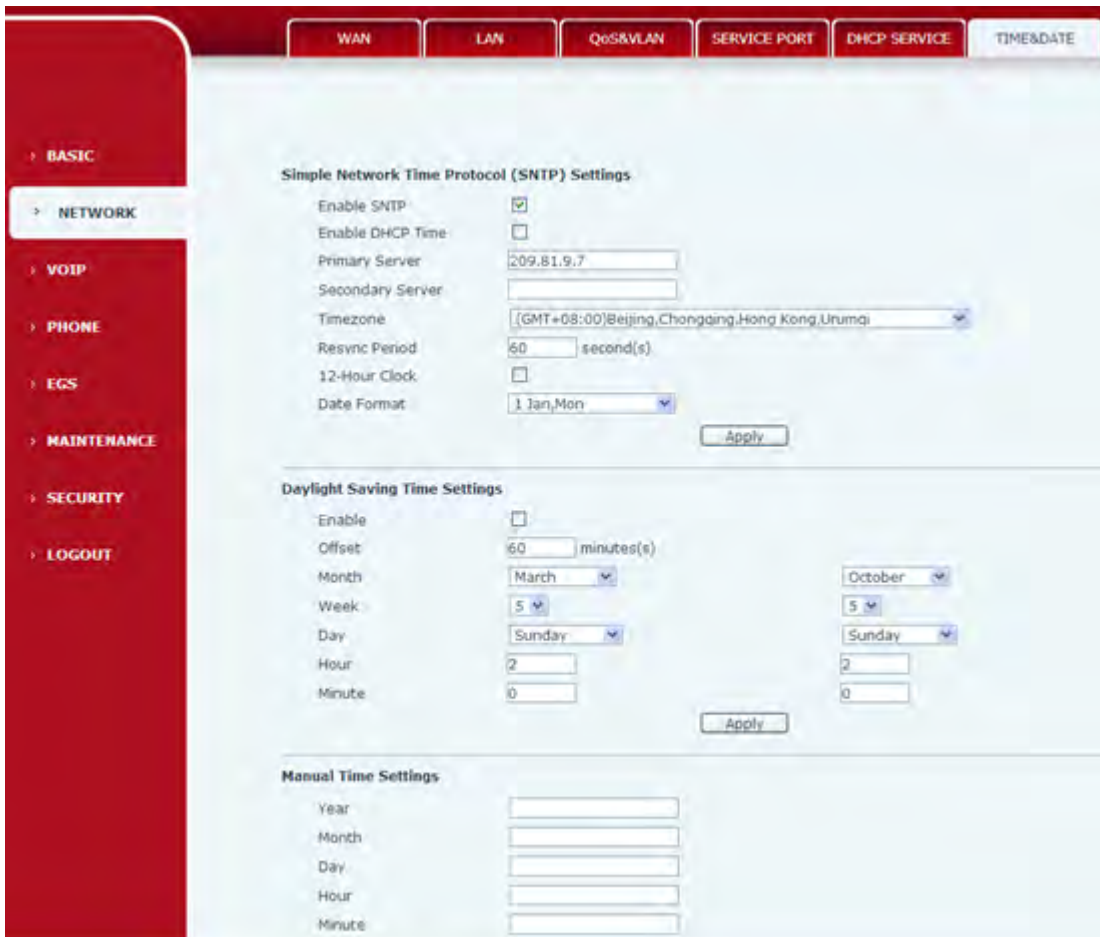 WAN LAN QoS&VLAN SERVICE PORT DHCP SERVICE TIME&DATE
BASIC
NETWORK
VOIP
PHONE
EGS
MAINTENANCE
SECURITY
LOGOUT
Simple Network Time Protocol (SNTP) Settings
Enable SNTP
Enable DHCP Time
Primary Server 209.81.9.7
Secondary Server
Timezone (GMT+08:00)Beijing,Chongqing,Hong Kong,Urumqi
Resync Period 60 second(s)
12-Hour Clock
Date Format 1 Jan,Mon
Apply
Daylight Saving Time Settings
Enable
Offset 60 minutes(s)
Month March October
Week 5 5
Day Sunday Sunday
Hour 2 2
Minute 0 0
Apply
Manual Time Settings
Year
Month
Day
Hour
Minute